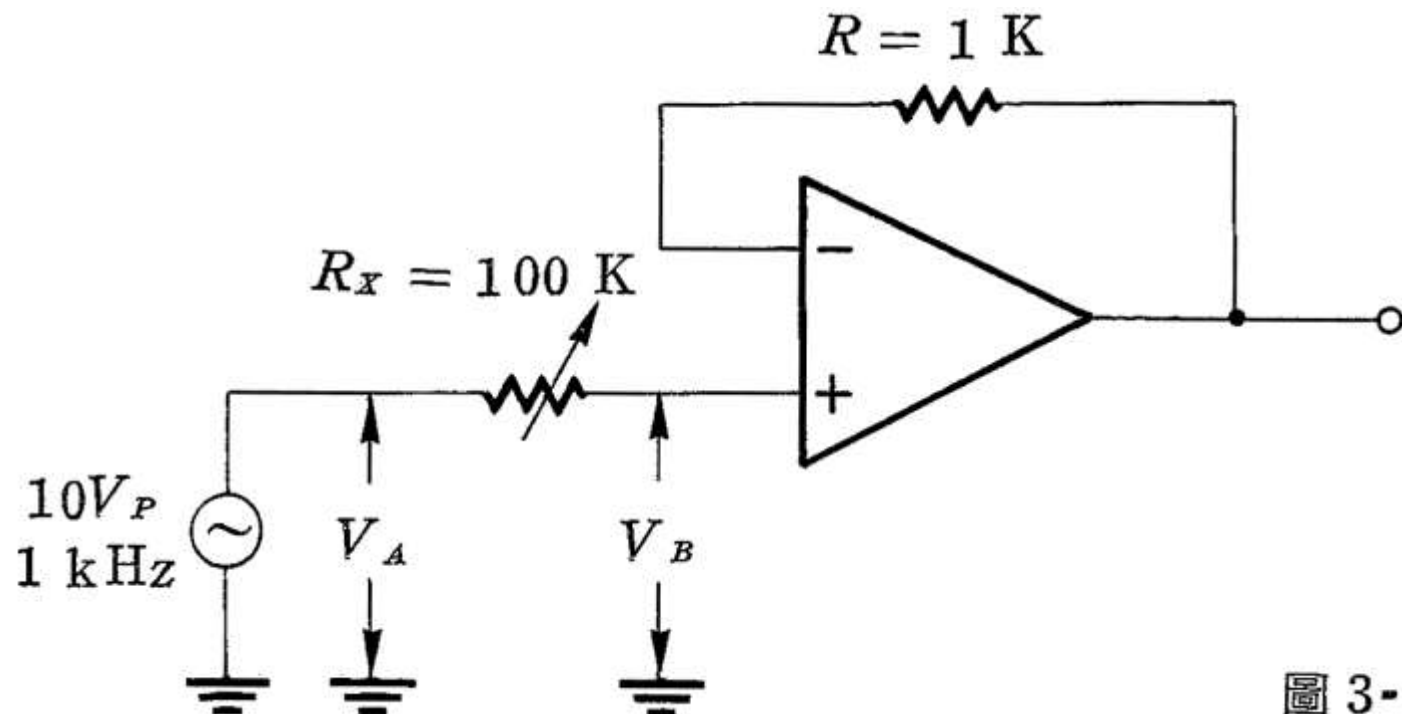 R = 1 K
R_X = 100 K
−
+
10V_P
1 kHz
V_A
V_B
圖 3-